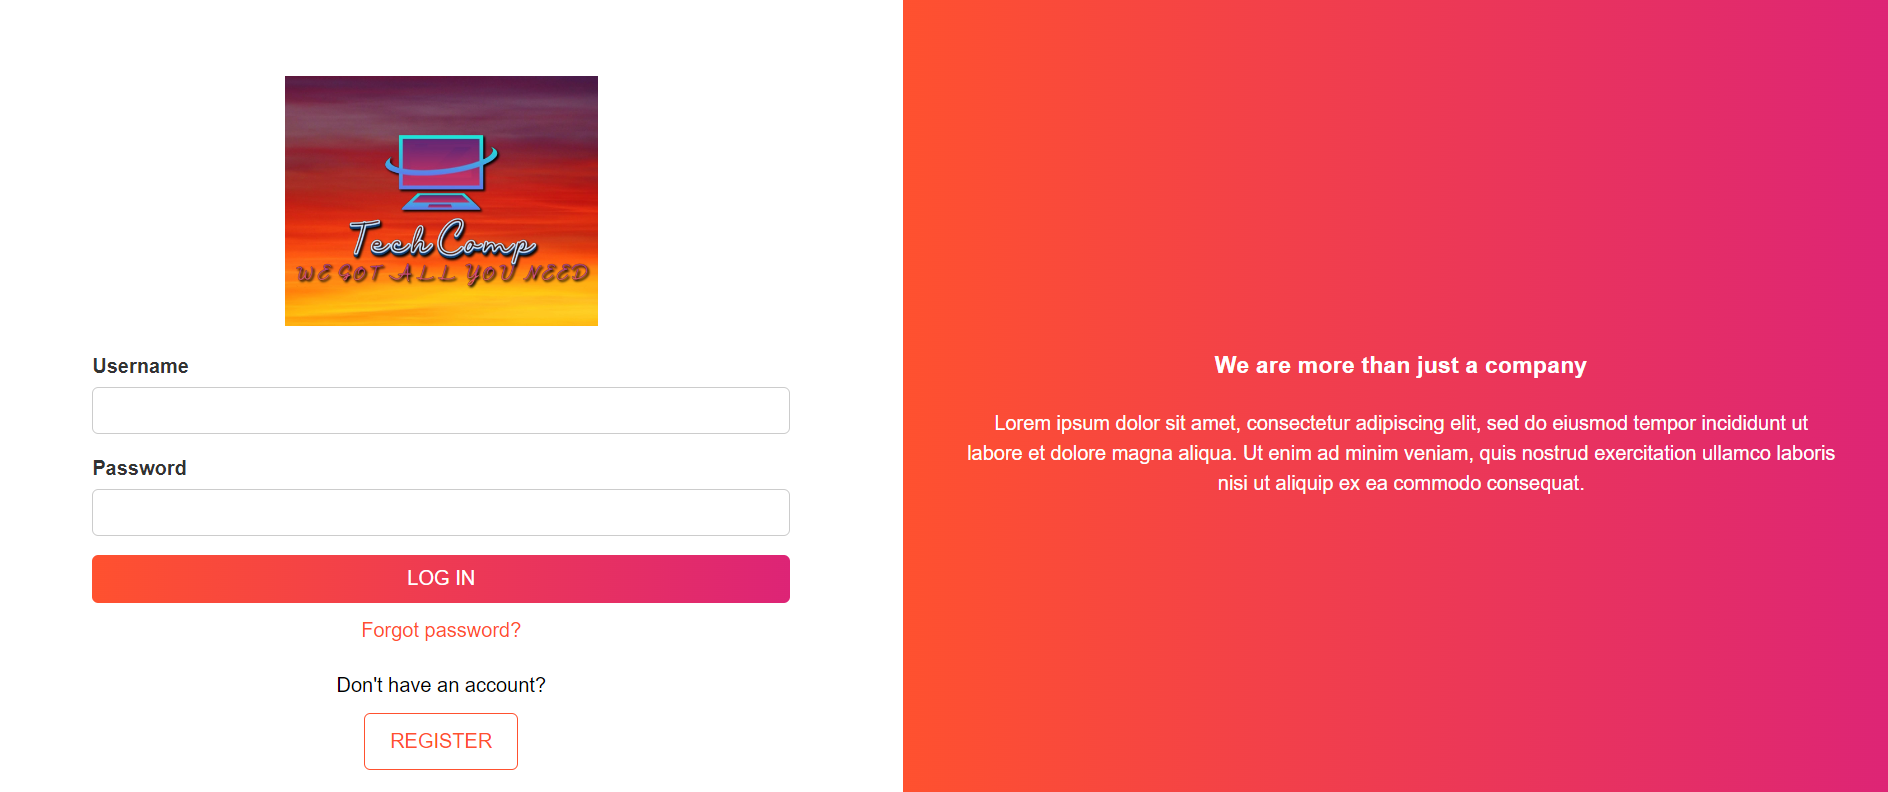 Tech Comp
WE GOT ALL YOU NEED
Username
Password
LOG IN
Forgot password?
Don't have an account?
REGISTER
We are more than just a company
Lorem ipsum dolor sit amet, consectetur adipiscing elit, sed do eiusmod tempor incididunt ut
labore et dolore magna aliqua. Ut enim ad minim veniam, quis nostrud exercitation ullamco laboris
nisi ut aliquip ex ea commodo consequat.